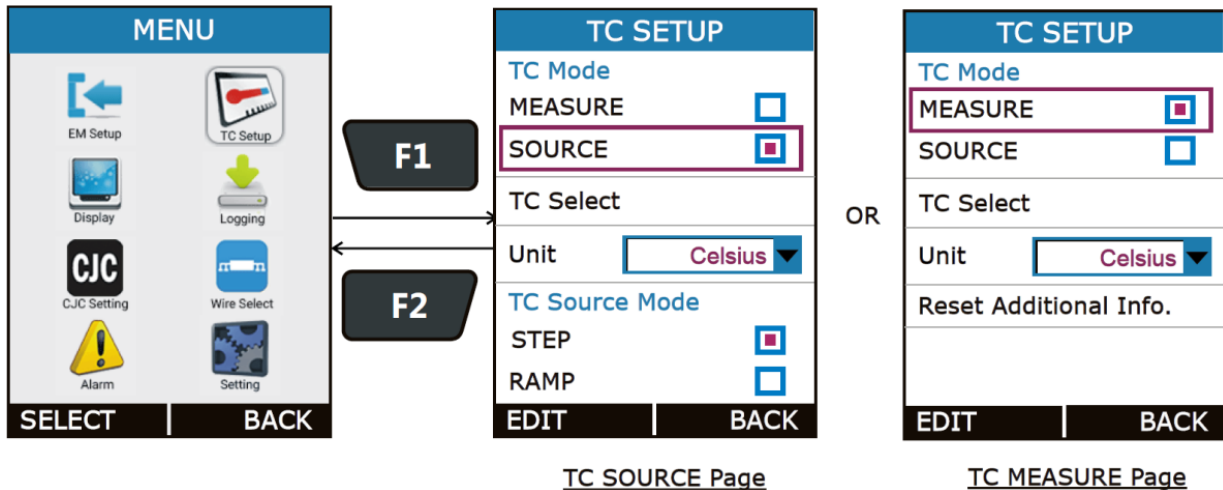 MENU
EM Setup
TC Setup
Display
Logging
CJC
CJC Setting
Wire Select
Alarm
Setting
SELECT BACK
F1
F2
TC SETUP
TC Mode
MEASURE
SOURCE
TC Select
Unit Celsius
TC Source Mode
STEP
RAMP
EDIT BACK
TC SOURCE Page
OR
TC SETUP
TC Mode
MEASURE
SOURCE
TC Select
Unit Celsius
Reset Additional Info.
EDIT BACK
TC MEASURE Page